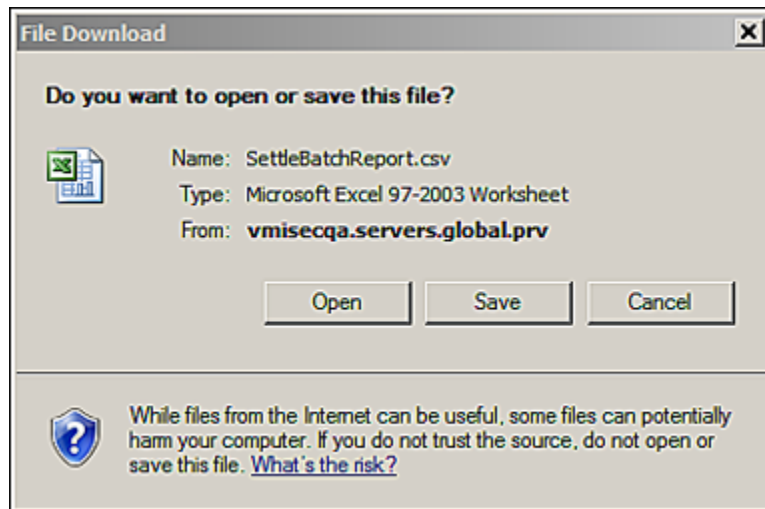 File Download
Do you want to open or save this file?
Name: SettleBatchReport.csv
Type: Microsoft Excel 97-2003 Worksheet
From: vmisecqa.servers.global.prv
Open Save Cancel
While files from the Internet can be useful, some files can potentially
harm your computer. If you do not trust the source, do not open or
save this file. What's the risk?